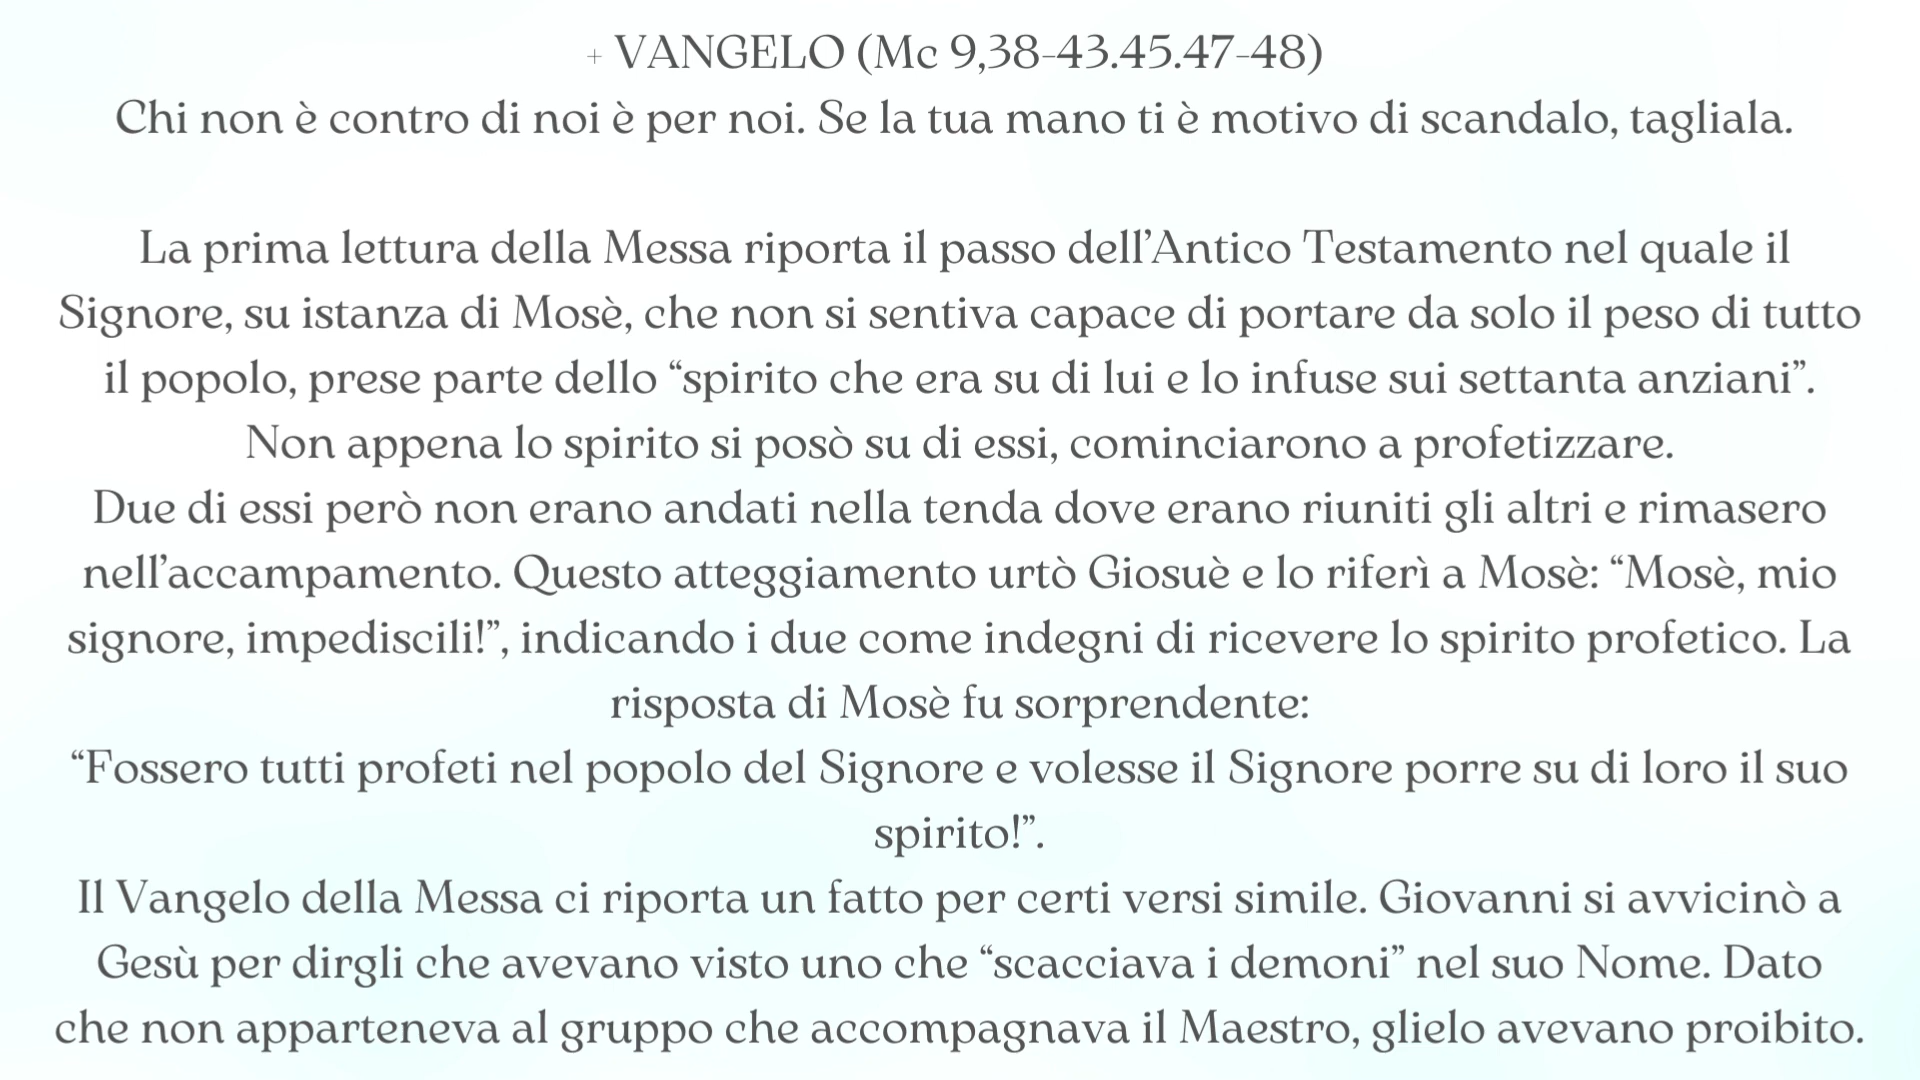 + VANGELO (Mc 9,38-43.45.47-48)
Chi non è contro di noi è per noi. Se la tua mano ti è motivo di scandalo, tagliala.
La prima lettura della Messa riporta il passo dell’Antico Testamento nel quale il
Signore, su istanza di Mosè, che non si sentiva capace di portare da solo il peso di tutto
il popolo, prese parte dello “spirito che era su di lui e lo infuse sui settanta anziani”.
Non appena lo spirito si posò su di essi, cominciarono a profetizzare.
Due di essi però non erano andati nella tenda dove erano riuniti gli altri e rimasero
nell’accampamento. Questo atteggiamento urtò Giosuè e lo riferì a Mosè: “Mosè, mio
signore, impediscili!”, indicando i due come indegni di ricevere lo spirito profetico. La
risposta di Mosè fu sorprendente:
“Fossero tutti profeti nel popolo del Signore e volesse il Signore porre su di loro il suo
spirito!”.
Il Vangelo della Messa ci riporta un fatto per certi versi simile. Giovanni si avvicinò a
Gesù per dirgli che avevano visto uno che “scacciava i demoni” nel suo Nome. Dato
che non apparteneva al gruppo che accompagnava il Maestro, glielo avevano proibito.